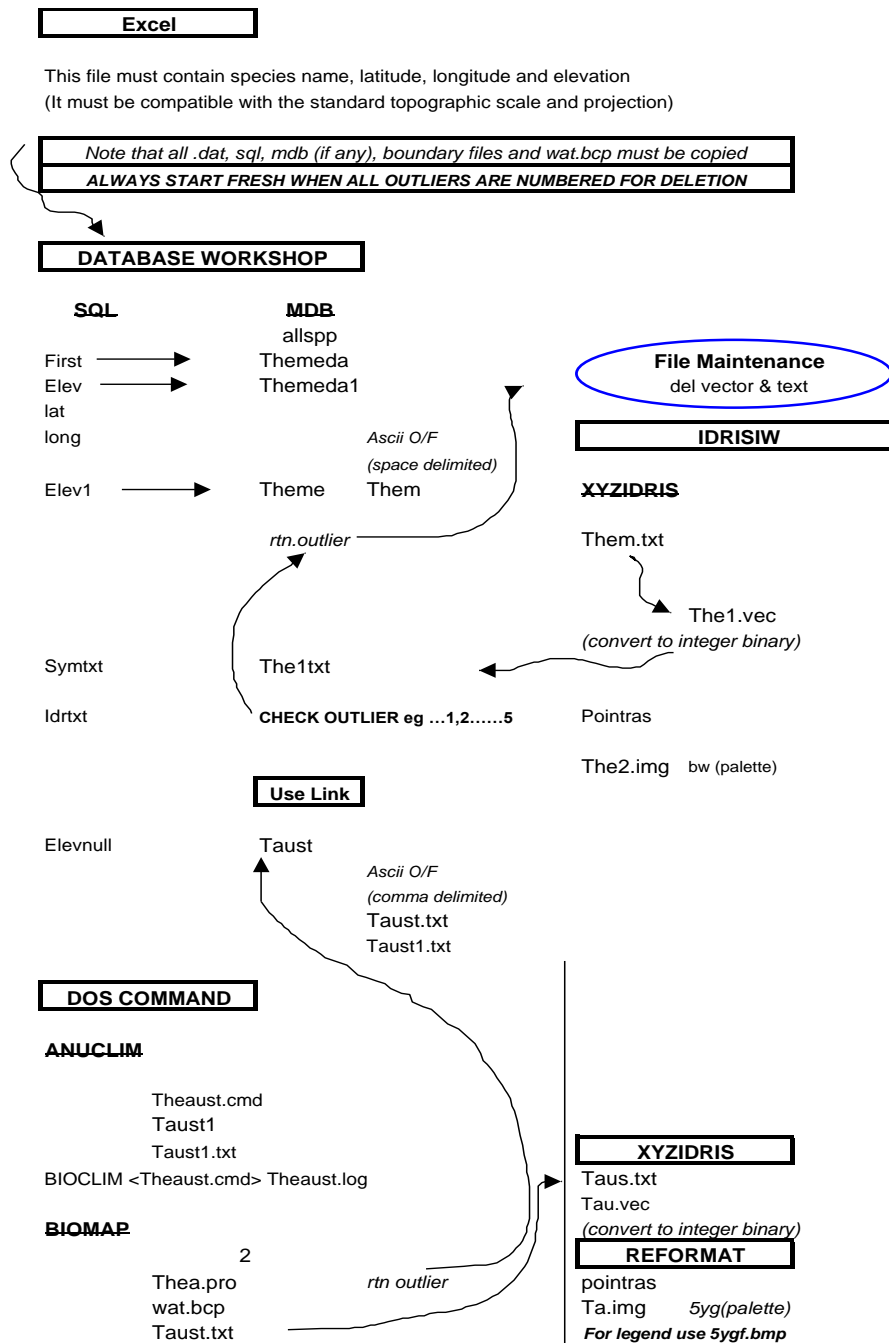 Excel
This file must contain species name, latitude, longitude and elevation
(It must be compatible with the standard topographic scale and projection)
Note that all .dat, sql, mdb (if any), boundary files and wat.bcp must be copied
ALWAYS START FRESH WHEN ALL OUTLIERS ARE NUMBERED FOR DELETION
DATABASE WORKSHOP
SQL MDB
allspp
First Themeda
Elev Themeda1
lat
long Ascii O/F
(space delimited)
Elev1 Theme Them
rtn.outlier
File Maintenance
del vector & text
IDRISIW
XYZIDRIS
Them.txt
The1.vec
(convert to integer binary)
Symtxt The1txt
Idrtxt CHECK OUTLIER eg …1,2……5 Pointras
The2.img bw (palette)
Use Link
Elevnull Taust
Ascii O/F
(comma delimited)
Taust.txt
Taust1.txt
DOS COMMAND
ANUCLIM
Theaust.cmd
Taust1
Taust1.txt
BIOCLIM <Theaust.cmd> Theaust.log
BIOMAP
2
Thea.pro rtn outlier
wat.bcp
Taust.txt
XYZIDRIS
Taus.txt
Tau.vec
(convert to integer binary)
REFORMAT
pointras
Ta.img 5yg(palette)
For legend use 5ygf.bmp